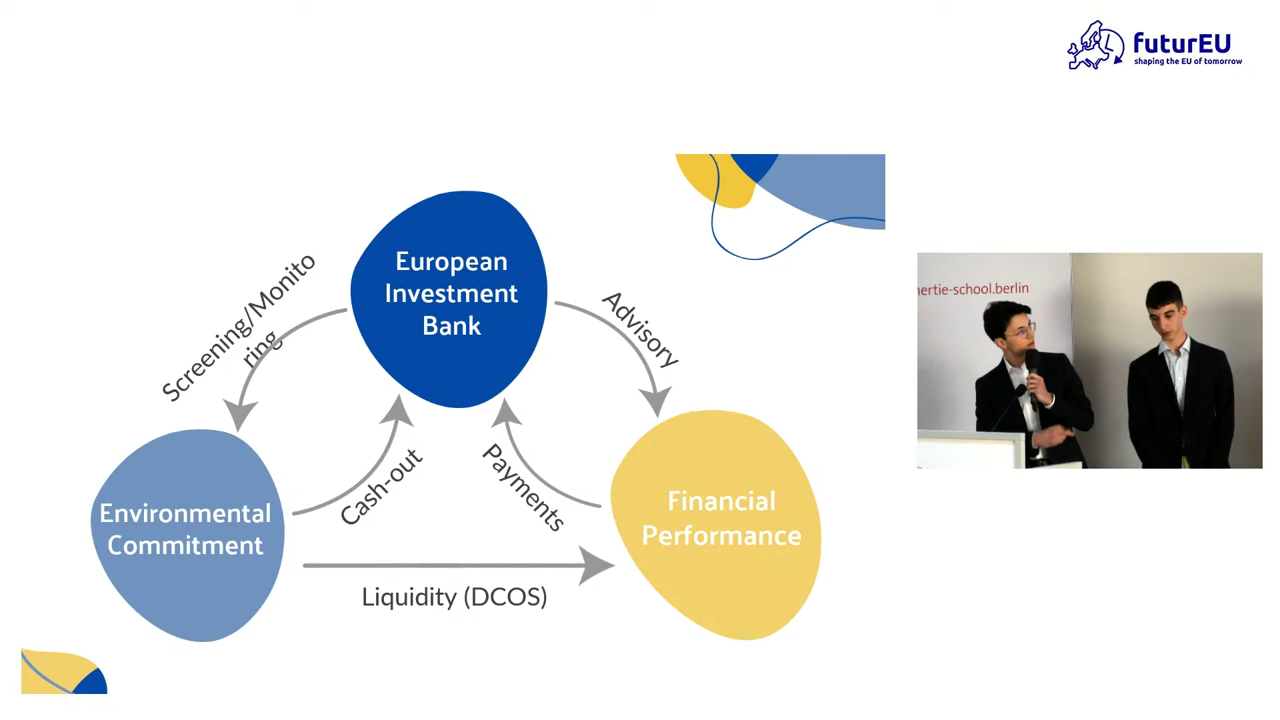 futurEU
shaping the EU of tomorrow
European
Investment
Bank
Screening/Monito
ring
Advisory
Cash-out
Payments
Environmental
Commitment
Financial
Performance
Liquidity (DCOS)
hertie-school.berlin